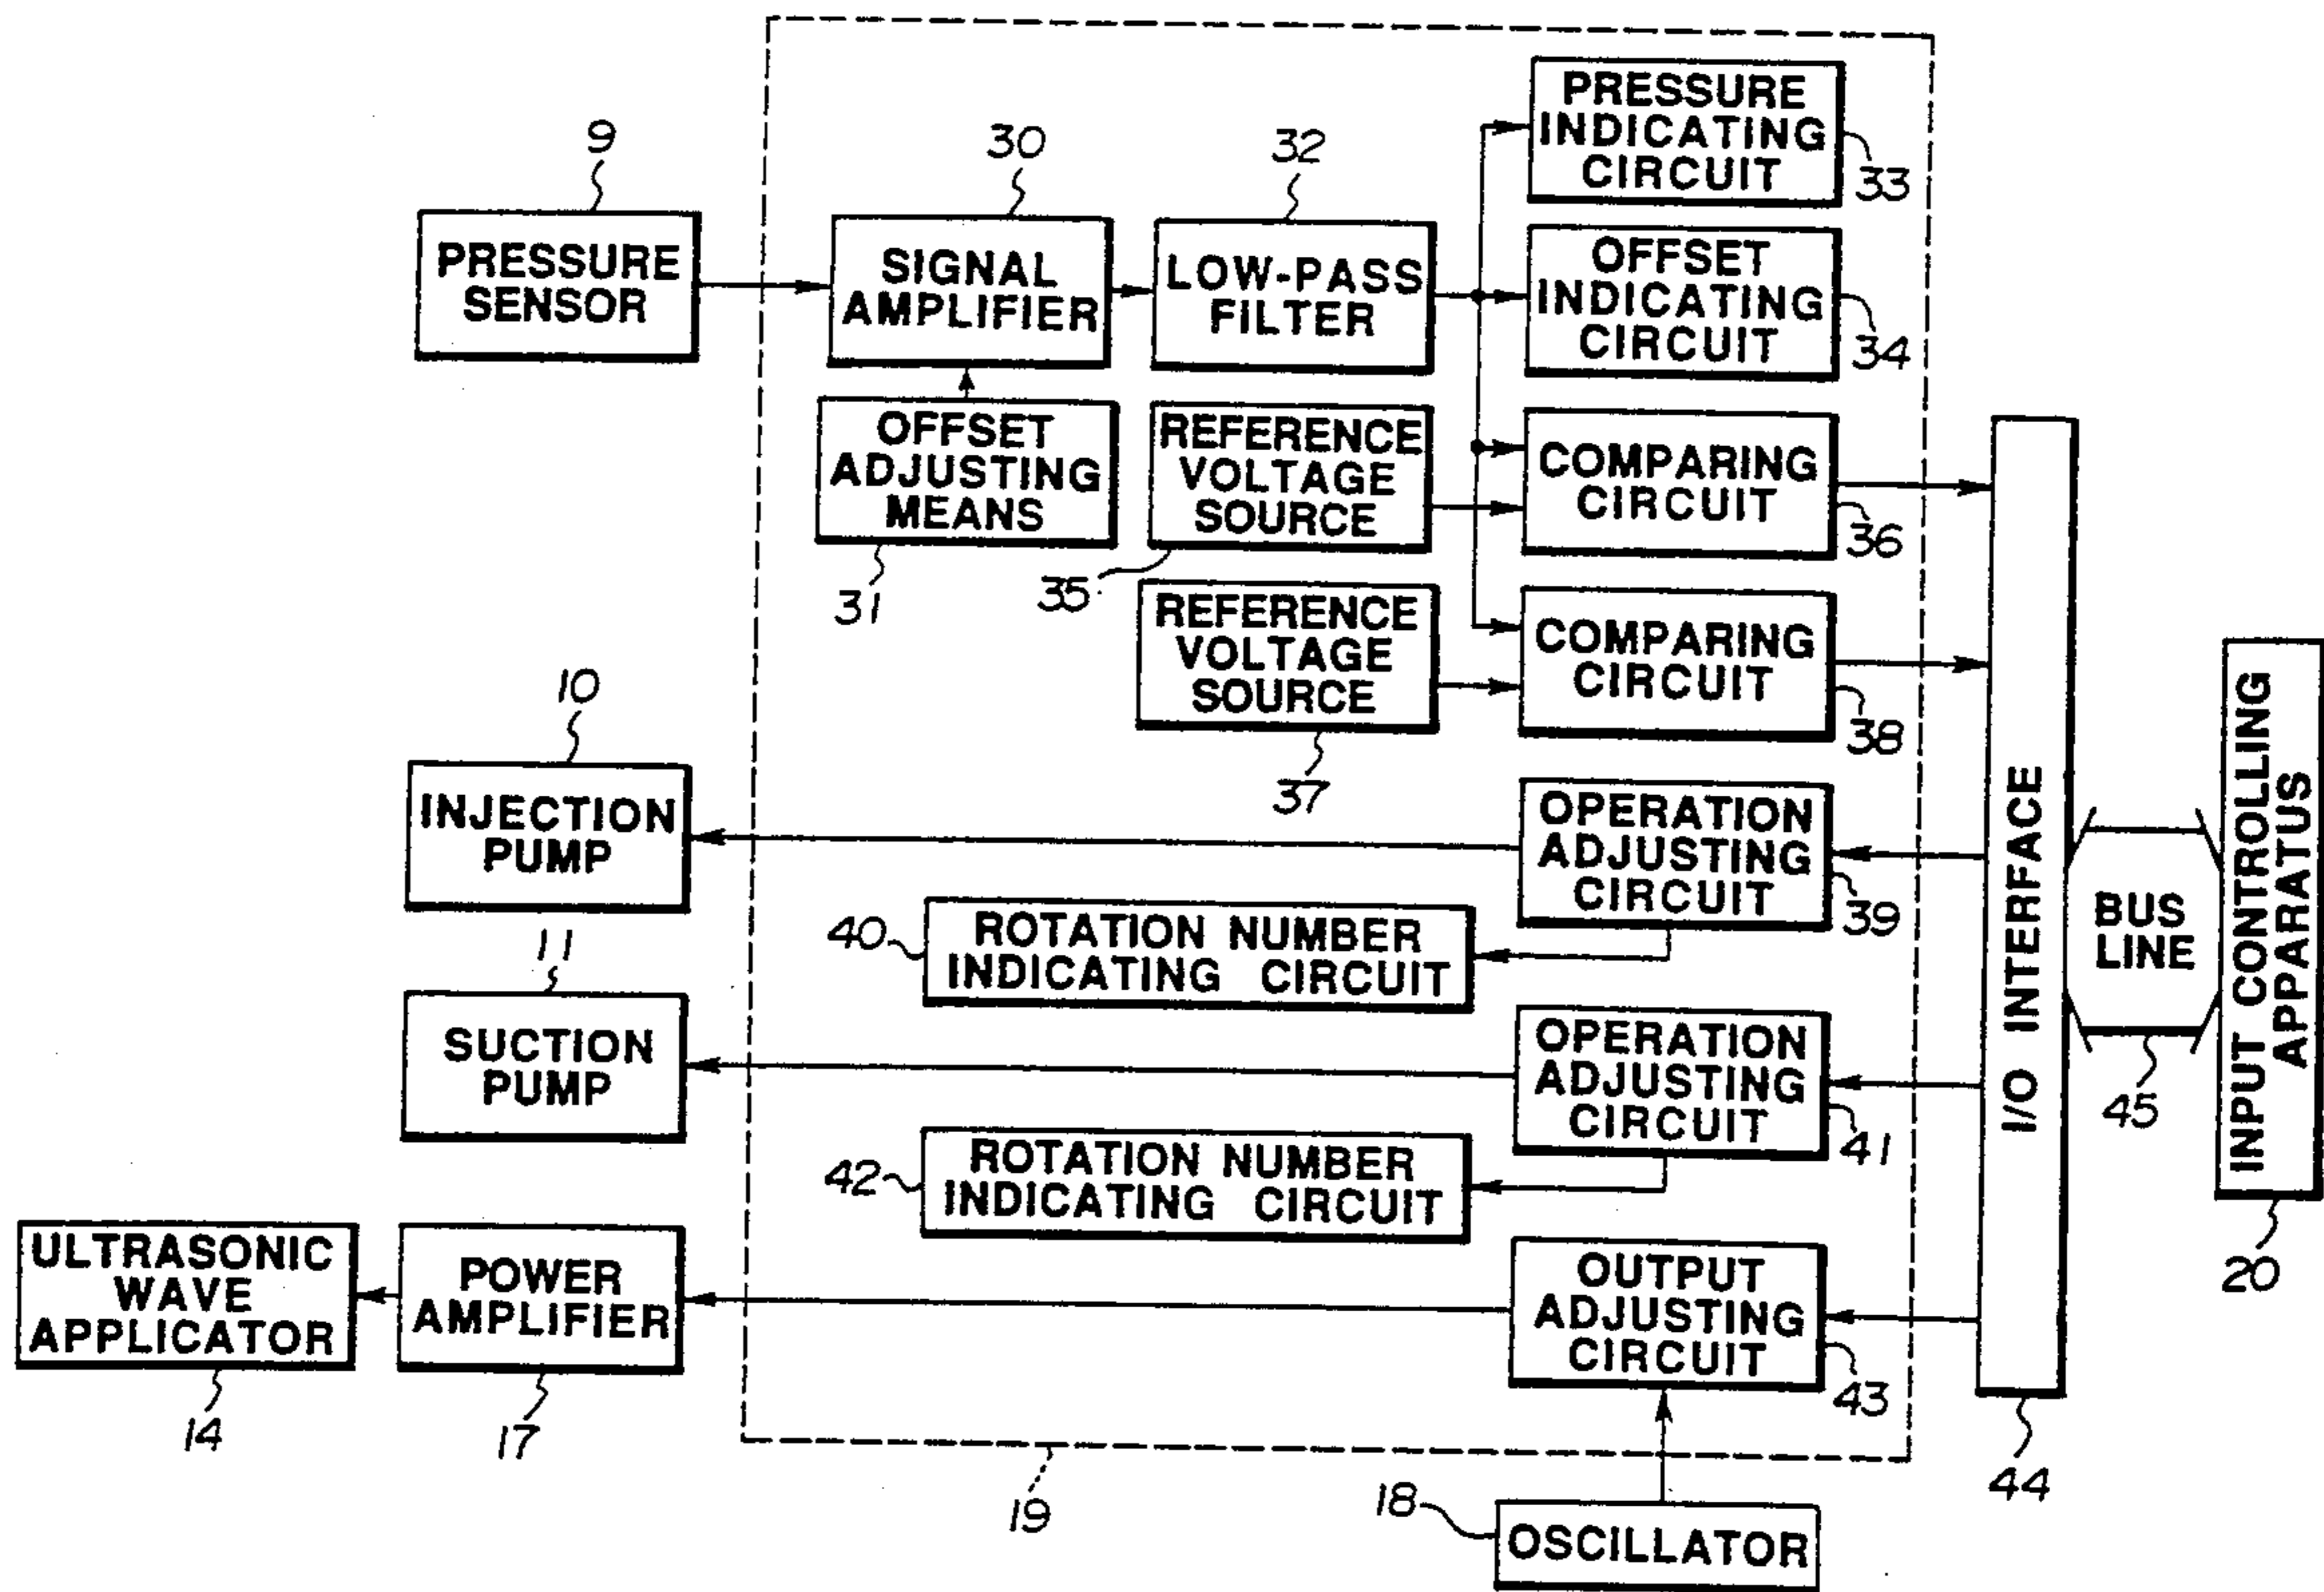 9
PRESSURE
SENSOR
30
SIGNAL
AMPLIFIER
32
LOW-PASS
FILTER
PRESSURE
INDICATING
CIRCUIT
33
OFFSET
INDICATING
CIRCUIT
34
OFFSET
ADJUSTING
MEANS
31
REFERENCE
VOLTAGE
SOURCE
35
COMPARING
CIRCUIT
36
REFERENCE
VOLTAGE
SOURCE
37
COMPARING
CIRCUIT
38
10
INJECTION
PUMP
OPERATION
ADJUSTING
CIRCUIT
39
40
ROTATION NUMBER
INDICATING CIRCUIT
11
SUCTION
PUMP
OPERATION
ADJUSTING
CIRCUIT
41
42
ROTATION NUMBER
INDICATING CIRCUIT
ULTRASONIC
WAVE
APPLICATOR
14
POWER
AMPLIFIER
17
OUTPUT
ADJUSTING
CIRCUIT
43
19
18
OSCILLATOR
I/O INTERFACE
44
BUS
LINE
45
INPUT CONTROLLING
APPARATUS
20